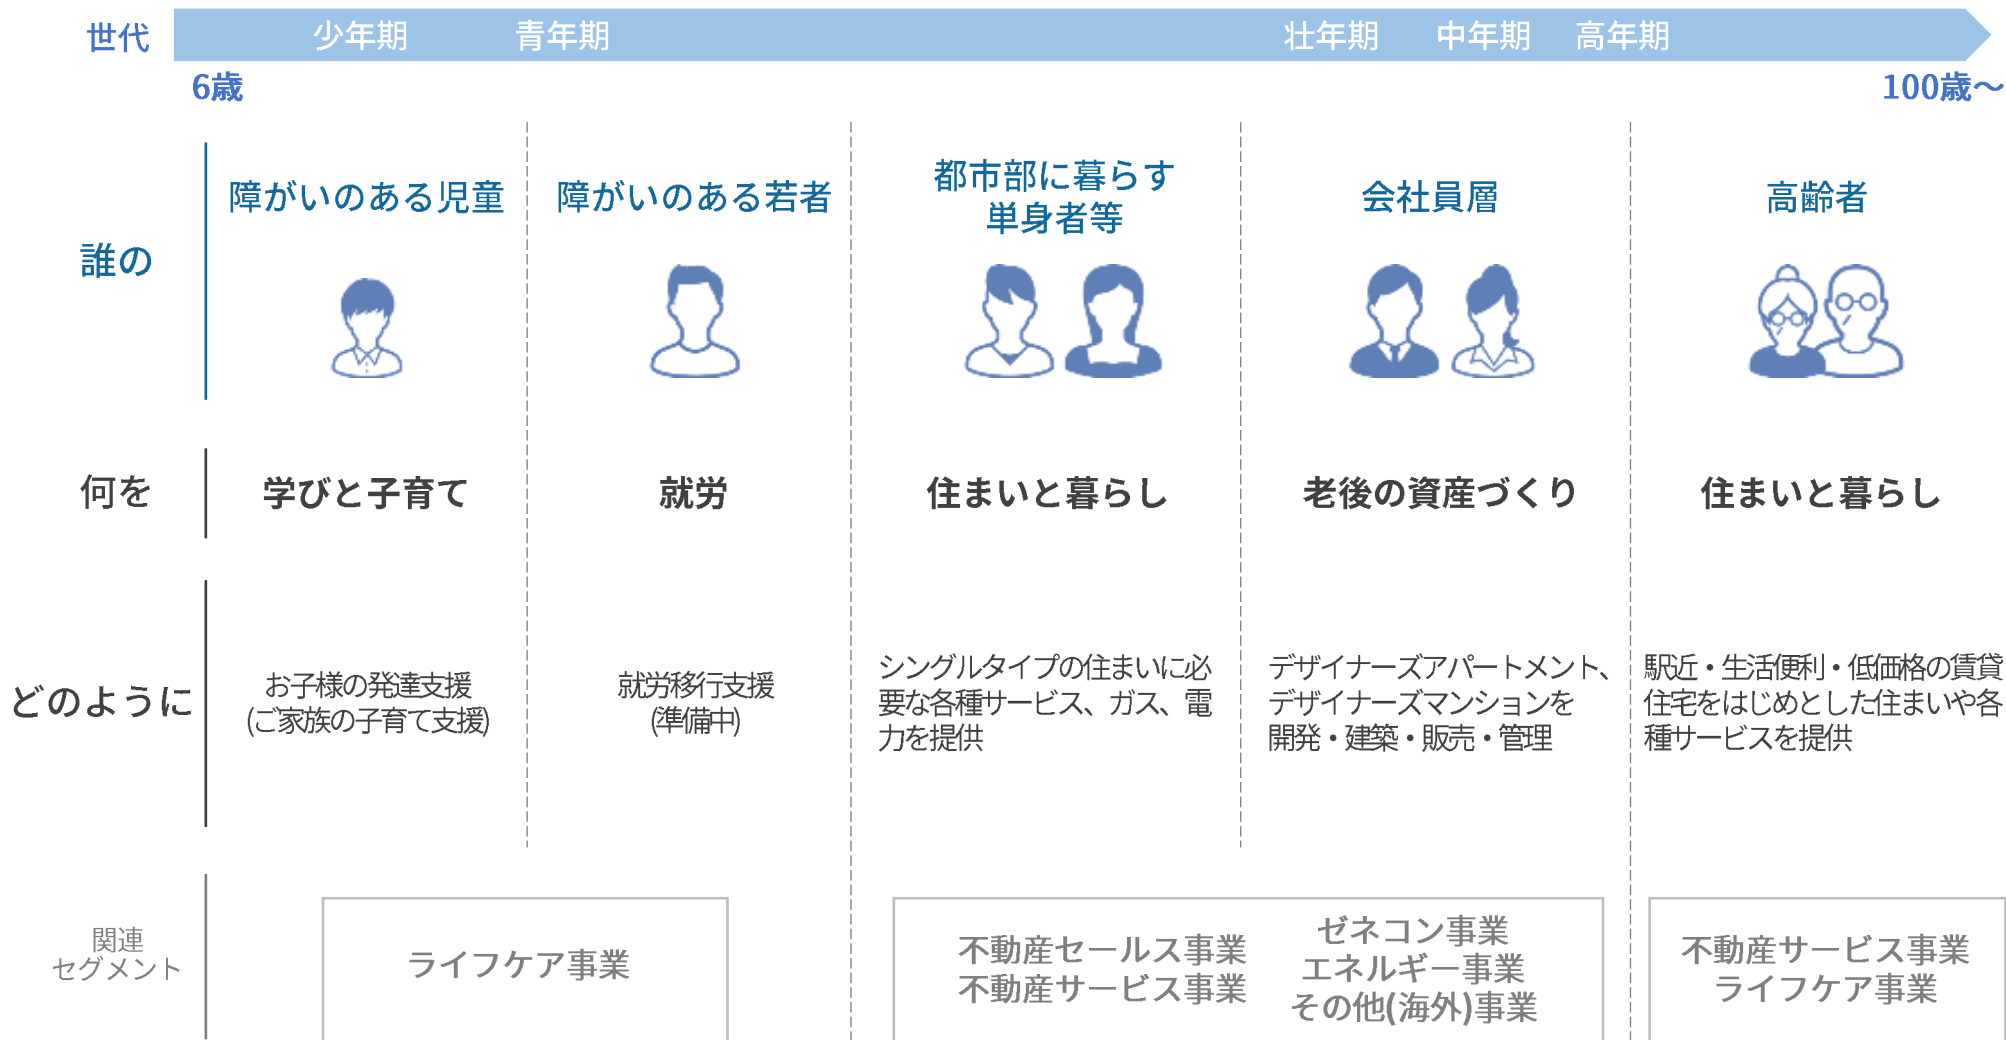 世代
少年期 青年期 壮年期 中年期 高年期
6歳 100歳～
誰の
障がいのある児童
障がいのある若者
都市部に暮らす
単身者等
会社員層
高齢者
何を
学びと子育て
就労
住まいと暮らし
老後の資産づくり
住まいと暮らし
どのように
お子様の発達支援
(ご家族の子育て支援)
就労移行支援
(準備中)
シングルタイプの住まいに必
要な各種サービス、ガス、電
力を提供
デザイナーズアパートメント、
デザイナーズマンションを
開発・建築・販売・管理
駅近・生活便利・低価格の賃貸
住宅をはじめとした住まいや各
種サービスを提供
関連
セグメント
ライフケア事業
不動産セールス事業
不動産サービス事業
ゼネコン事業
エネルギー事業
その他(海外)事業
不動産サービス事業
ライフケア事業